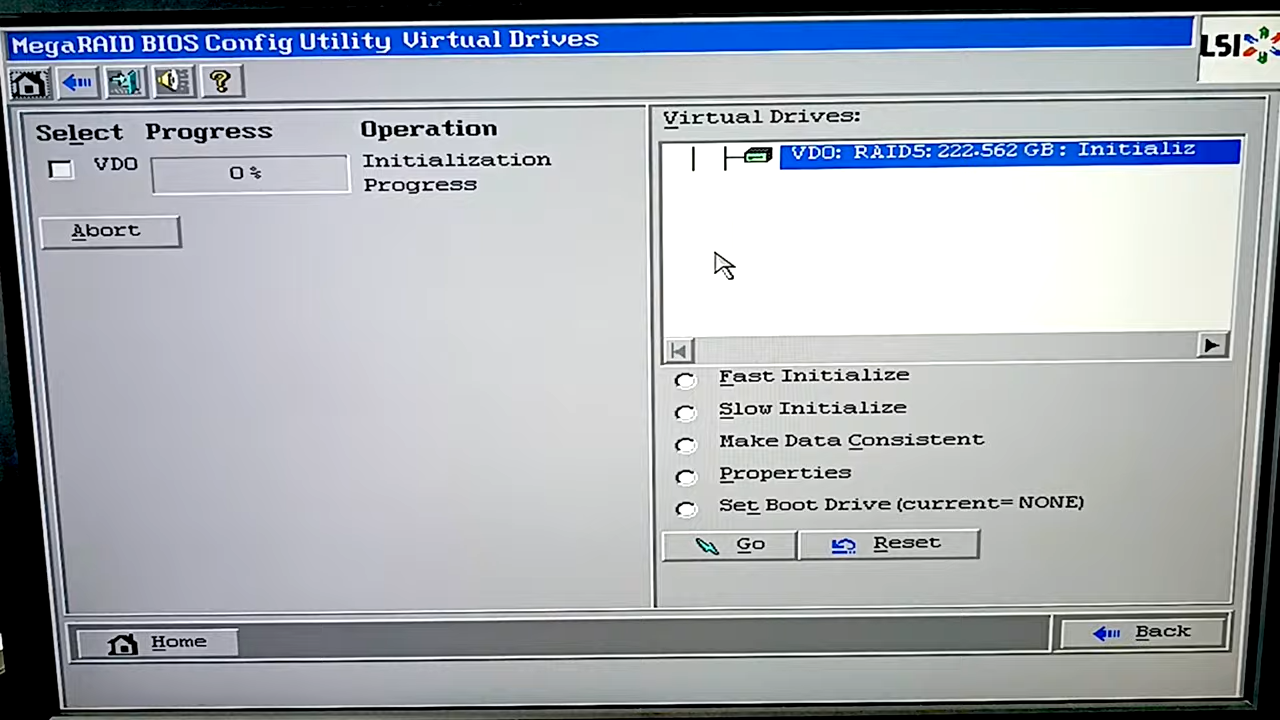 MegaRAID BIOS Config Utility Virtual Drives
LSI
?
Select Progress Operation
VD0 0% Initialization
Progress
Abort
Virtual Drives:
VD0: RAID5: 222.562 GB: Initializ
Fast Initialize
Slow Initialize
Make Data Consistent
Properties
Set Boot Drive (current= NONE)
Go Reset
Home
Back